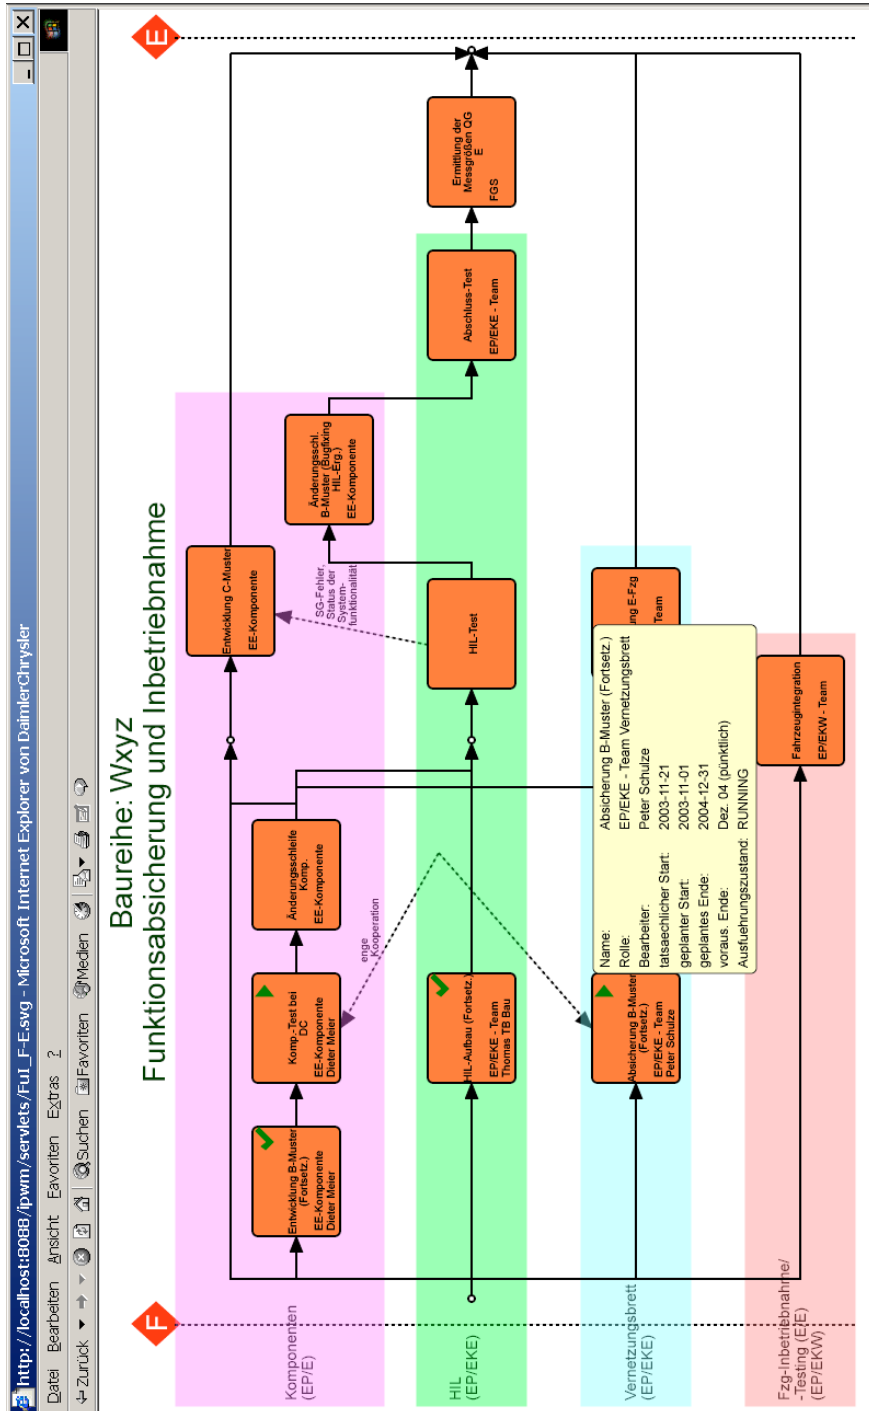 http://localhost:8088/ipwm/servlets/FuI_F-E.svg - Microsoft Internet Explorer von DaimlerChrysler
Datei Bearbeiten Ansicht Favoriten Extras ?
Zurück Suchen Favoriten Medien
Baureihe: Wxyz
Funktionsabsicherung und Inbetriebnahme
F
E
Komponenten
(EP/E)
Entwicklung B-Muster
(Fortsetz.)
EE-Komponente
Dieter Meier
Komp.-Test bei
DC
EE-Komponente
Dieter Meier
Änderungsschleife
Komp.
EE-Komponente
Entwicklung C-Muster
EE-Komponente
Änderungsschl.
B-Muster (Bugfixing
HIL-Erg.)
EE-Komponente
enge
Kooperation
SG-Fehler,
Status der
System-
funktionalität
HIL
(EP/EKE)
HIL-Aufbau (Fortsetz.)
EP/EKE - Team
Thomas TB Bau
HIL-Test
Abschluss-Test
EP/EKE - Team
Ermittlung der
Messgrößen QG
E
FGS
Vernetzungsbrett
(EP/EKE)
Absicherung B-Muster
(Fortsetz.)
EP/EKE - Team
Peter Schulze
ung E-Fzg
Team
Name: Absicherung B-Muster (Fortsetz.)
Rolle: EP/EKE - Team Vernetzungsbrett
Bearbeiter: Peter Schulze
tatsaechlicher Start: 2003-11-21
geplanter Start: 2003-11-01
geplantes Ende: 2004-12-31
voraus. Ende: Dez. 04 (pünktlich)
Ausfuehrungszustand: RUNNING
Fzg-Inbetriebnahme/
-Testing (E/E)
(EP/EKW)
Fahrzeugintegration
EP/EKW - Team